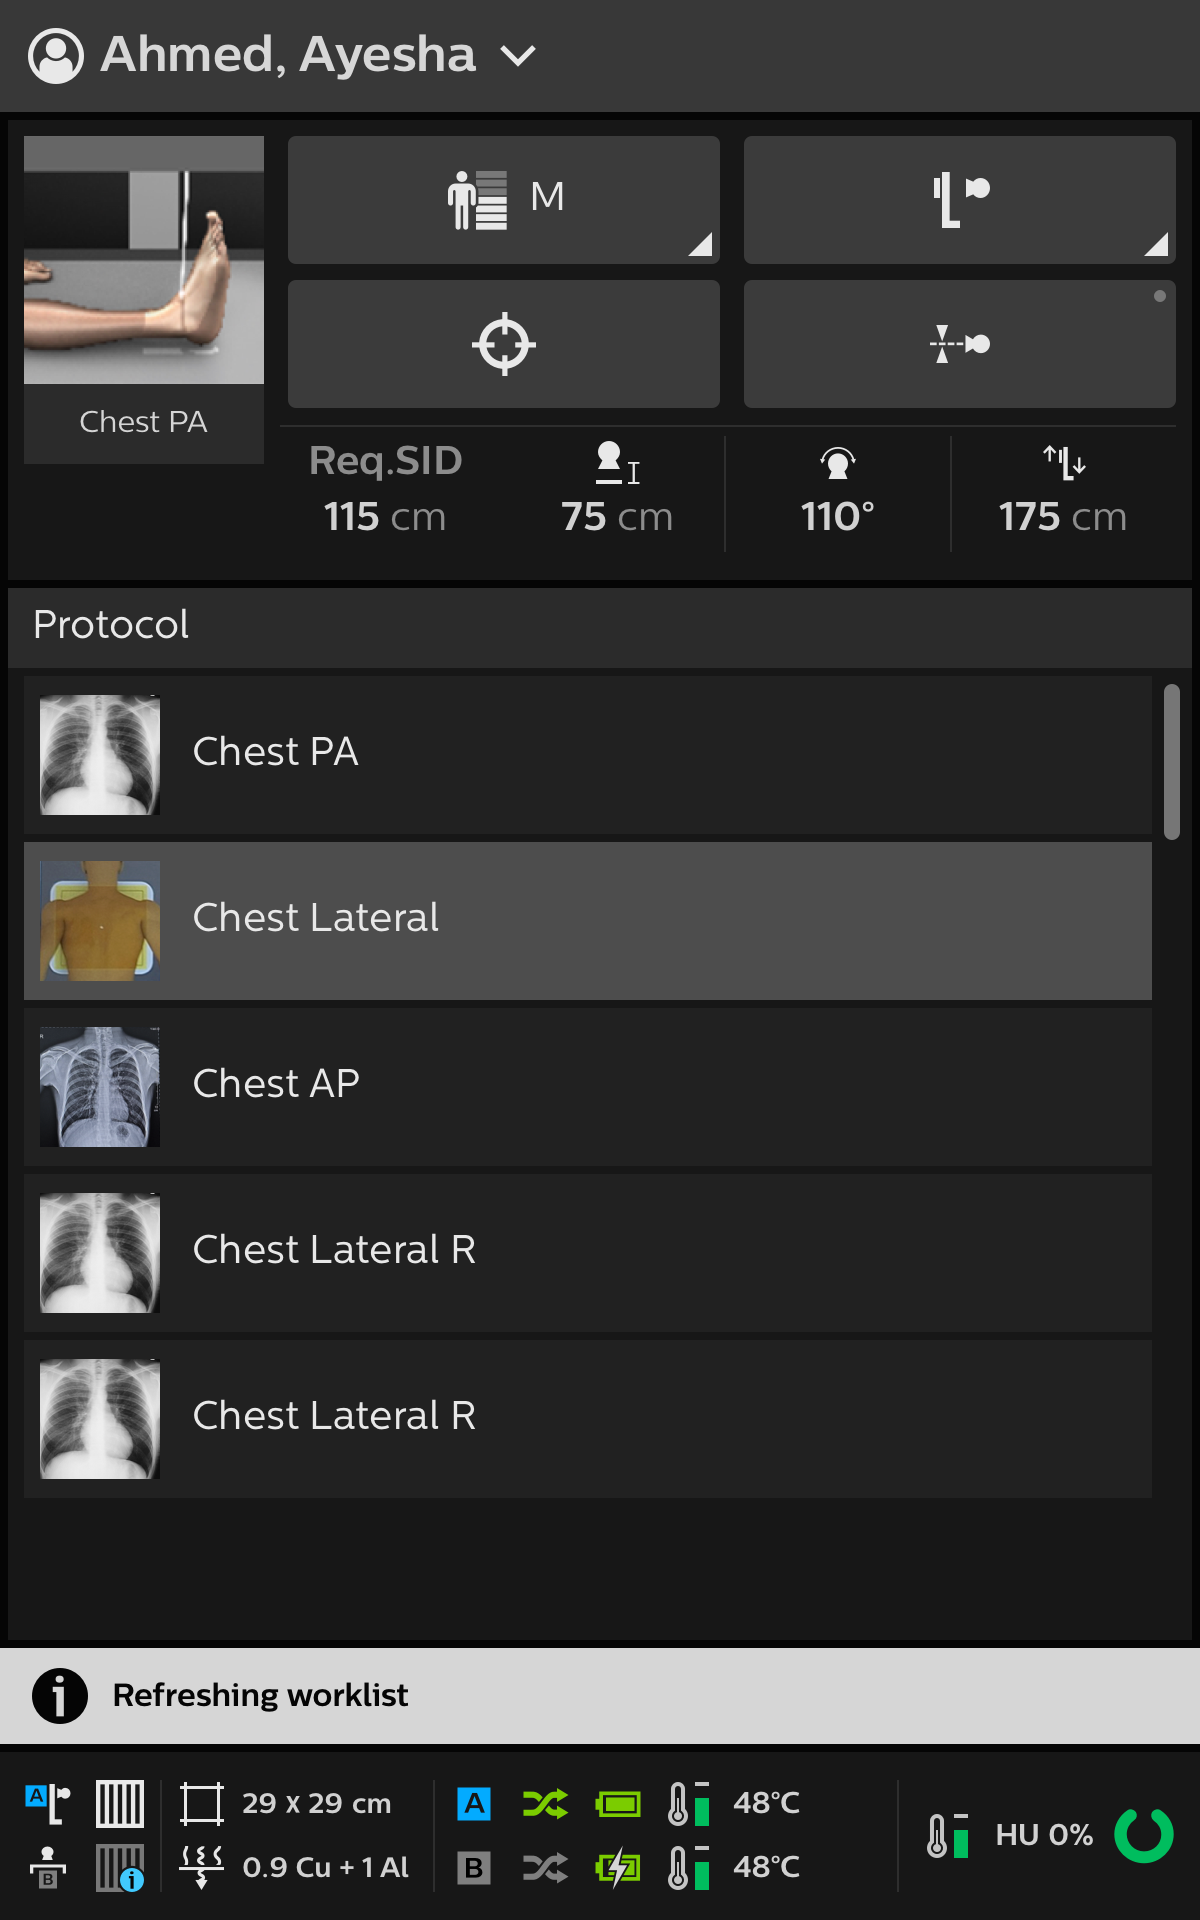 Ahmed, Ayesha
M
Chest PA
Req.SID
115 cm
75 cm
110°
175 cm
Protocol
Chest PA
Chest Lateral
Chest AP
Chest Lateral R
Chest Lateral R
Refreshing worklist
A
29 x 29 cm
A
48°C
B
0.9 Cu + 1 Al
B
48°C
HU 0%